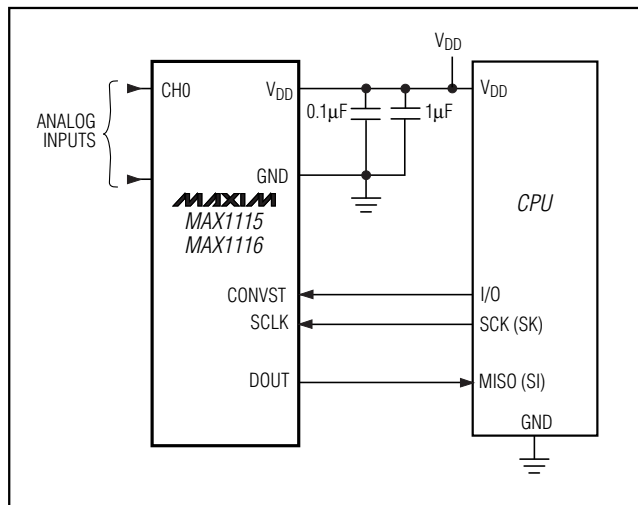 V_DD
CH0
V_DD
V_DD
0.1µF
1µF
ANALOG
INPUTS
GND
MAXIM
MAX1115
MAX1116
CPU
CONVST
I/O
SCLK
SCK (SK)
DOUT
MISO (SI)
GND